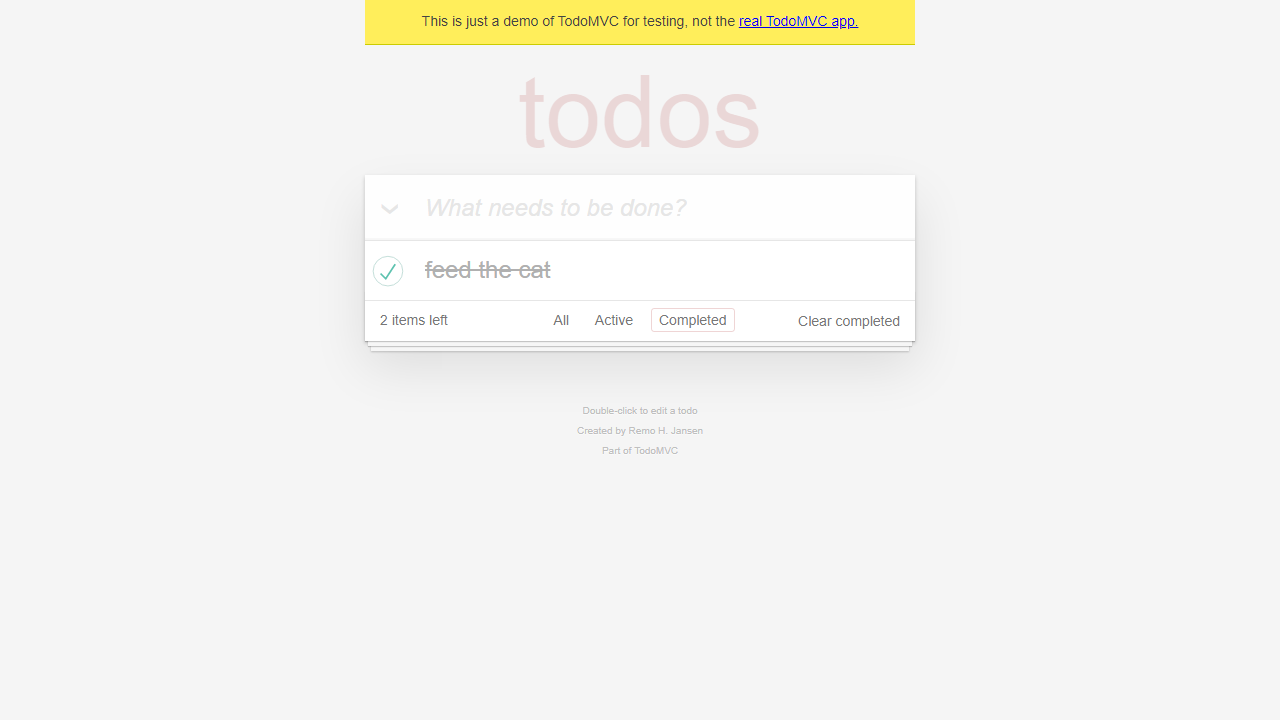 This is just a demo of TodoMVC for testing, not the real TodoMVC app.
todos
What needs to be done?
feed the cat
2 items left
All
Active
Completed
Clear completed
Double-click to edit a todo
Created by Remo H. Jansen
Part of TodoMVC